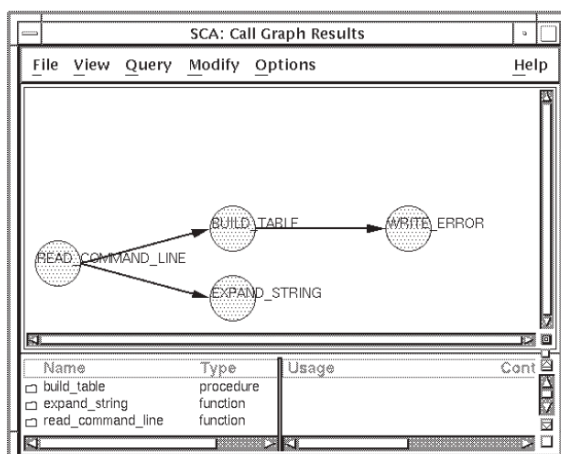 SCA: Call Graph Results
File View Query Modify Options Help
BUILD_TABLE WRITE_ERROR
READ_COMMAND_LINE
EXPAND_STRING
Name Type Usage Cont
build_table procedure
expand_string function
read_command_line function